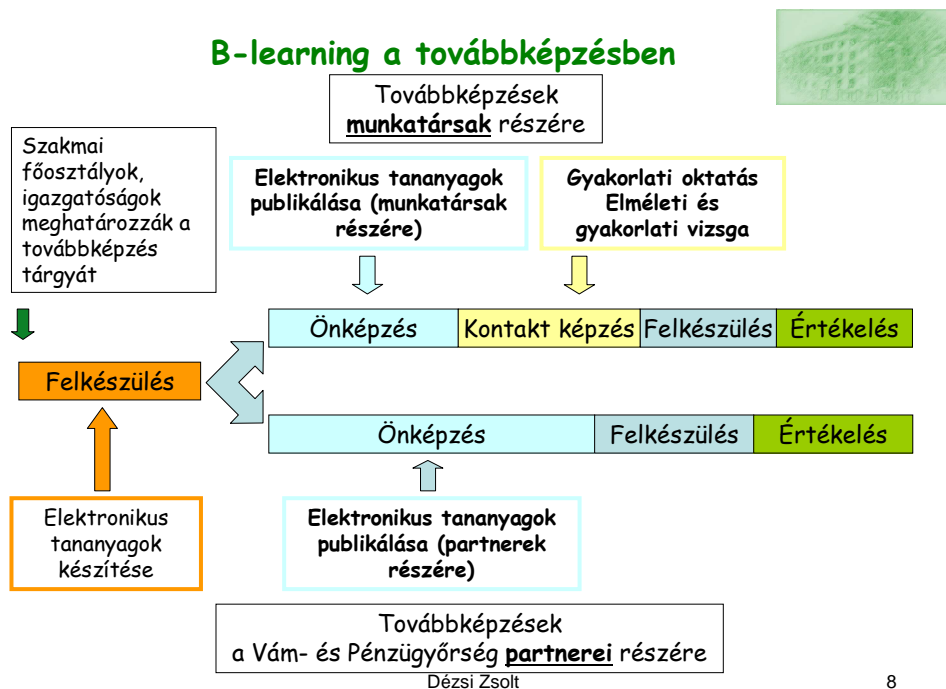 B-learning a továbbképzésben
Továbbképzések
munkatársak részére
Szakmai
főosztályok,
igazgatóságok
meghatározzák a
továbbképzés
tárgyát
Elektronikus tananyagok
publikálása (munkatársak
részére)
Gyakorlati oktatás
Elméleti és
gyakorlati vizsga
Önképzés
Kontakt képzés
Felkészülés
Értékelés
Felkészülés
Önképzés
Felkészülés
Értékelés
Elektronikus
tananyagok
készítése
Elektronikus tananyagok
publikálása (partnerek
részére)
Továbbképzések
a Vám- és Pénzügyőrség partnerei részére
Dézsi Zsolt
8